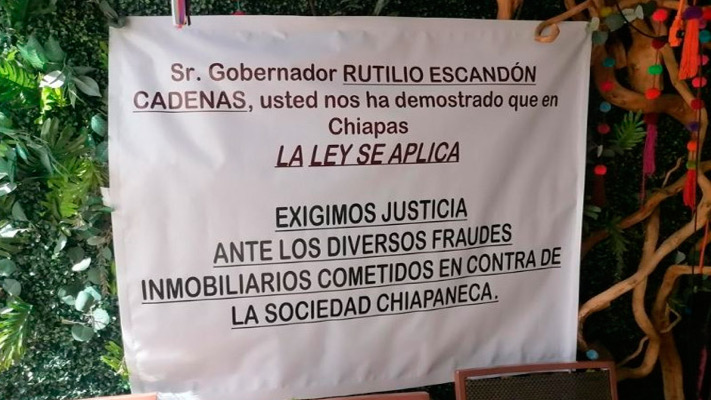 Sr. Gobernador RUTILIO ESCANDÓN
CADENAS, usted nos ha demostrado que en
Chiapas
LA LEY SE APLICA
EXIGIMOS JUSTICIA
ANTE LOS DIVERSOS FRAUDES
INMOBILIARIOS COMETIDOS EN CONTRA DE
LA SOCIEDAD CHIAPANECA.